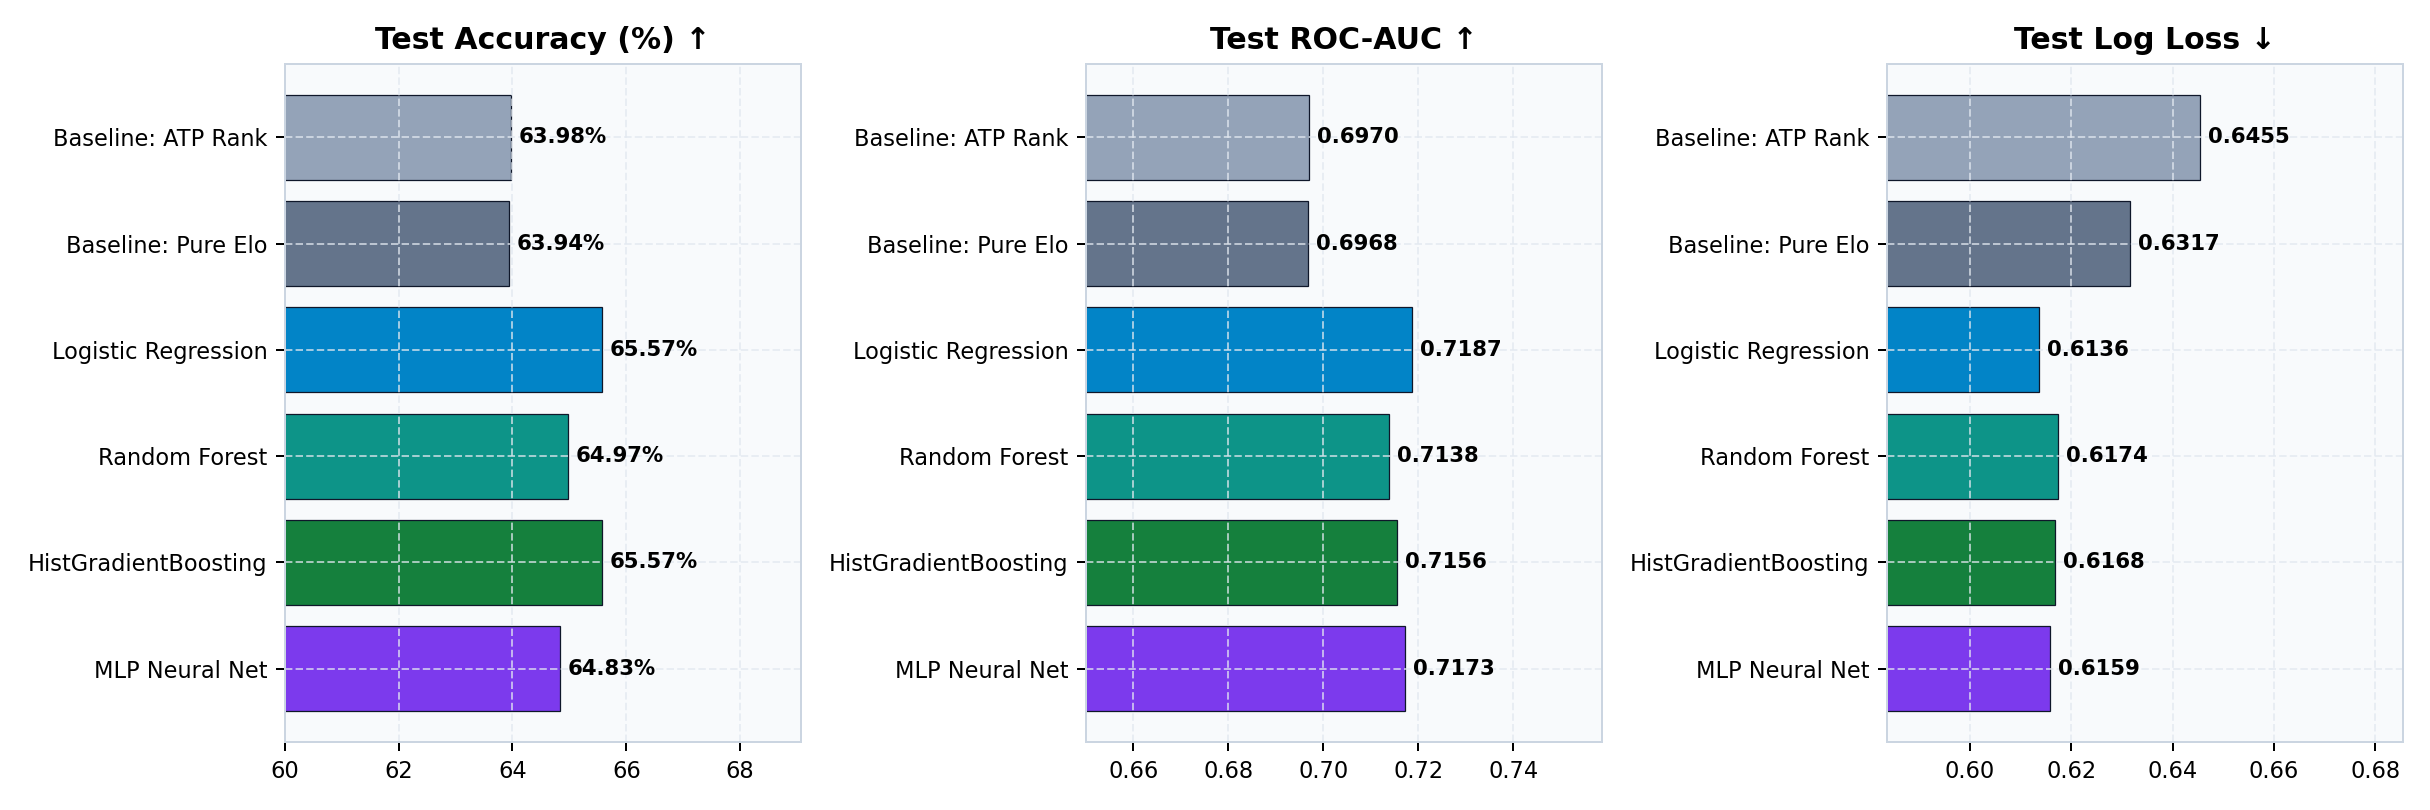 Test Accuracy (%) ↑
Baseline: ATP Rank
63.98%
Baseline: Pure Elo
63.94%
Logistic Regression
65.57%
Random Forest
64.97%
HistGradientBoosting
65.57%
MLP Neural Net
64.83%
60 62 64 66 68
Test ROC-AUC ↑
Baseline: ATP Rank
0.6970
Baseline: Pure Elo
0.6968
Logistic Regression
0.7187
Random Forest
0.7138
HistGradientBoosting
0.7156
MLP Neural Net
0.7173
0.66 0.68 0.70 0.72 0.74
Test Log Loss ↓
Baseline: ATP Rank
0.6455
Baseline: Pure Elo
0.6317
Logistic Regression
0.6136
Random Forest
0.6174
HistGradientBoosting
0.6168
MLP Neural Net
0.6159
0.60 0.62 0.64 0.66 0.68